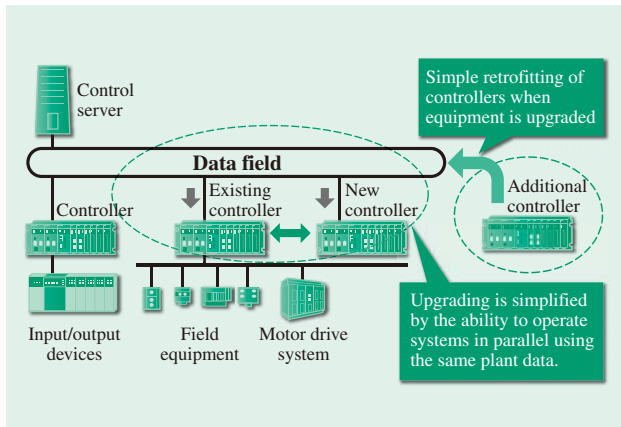 Control
server
Simple retrofitting of
controllers when
equipment is upgraded
Data field
Existing
controller
New
controller
Additional
controller
Controller
Input/output
devices
Field
equipment
Motor drive
system
Upgrading is simplified
by the ability to operate
systems in parallel using
the same plant data.